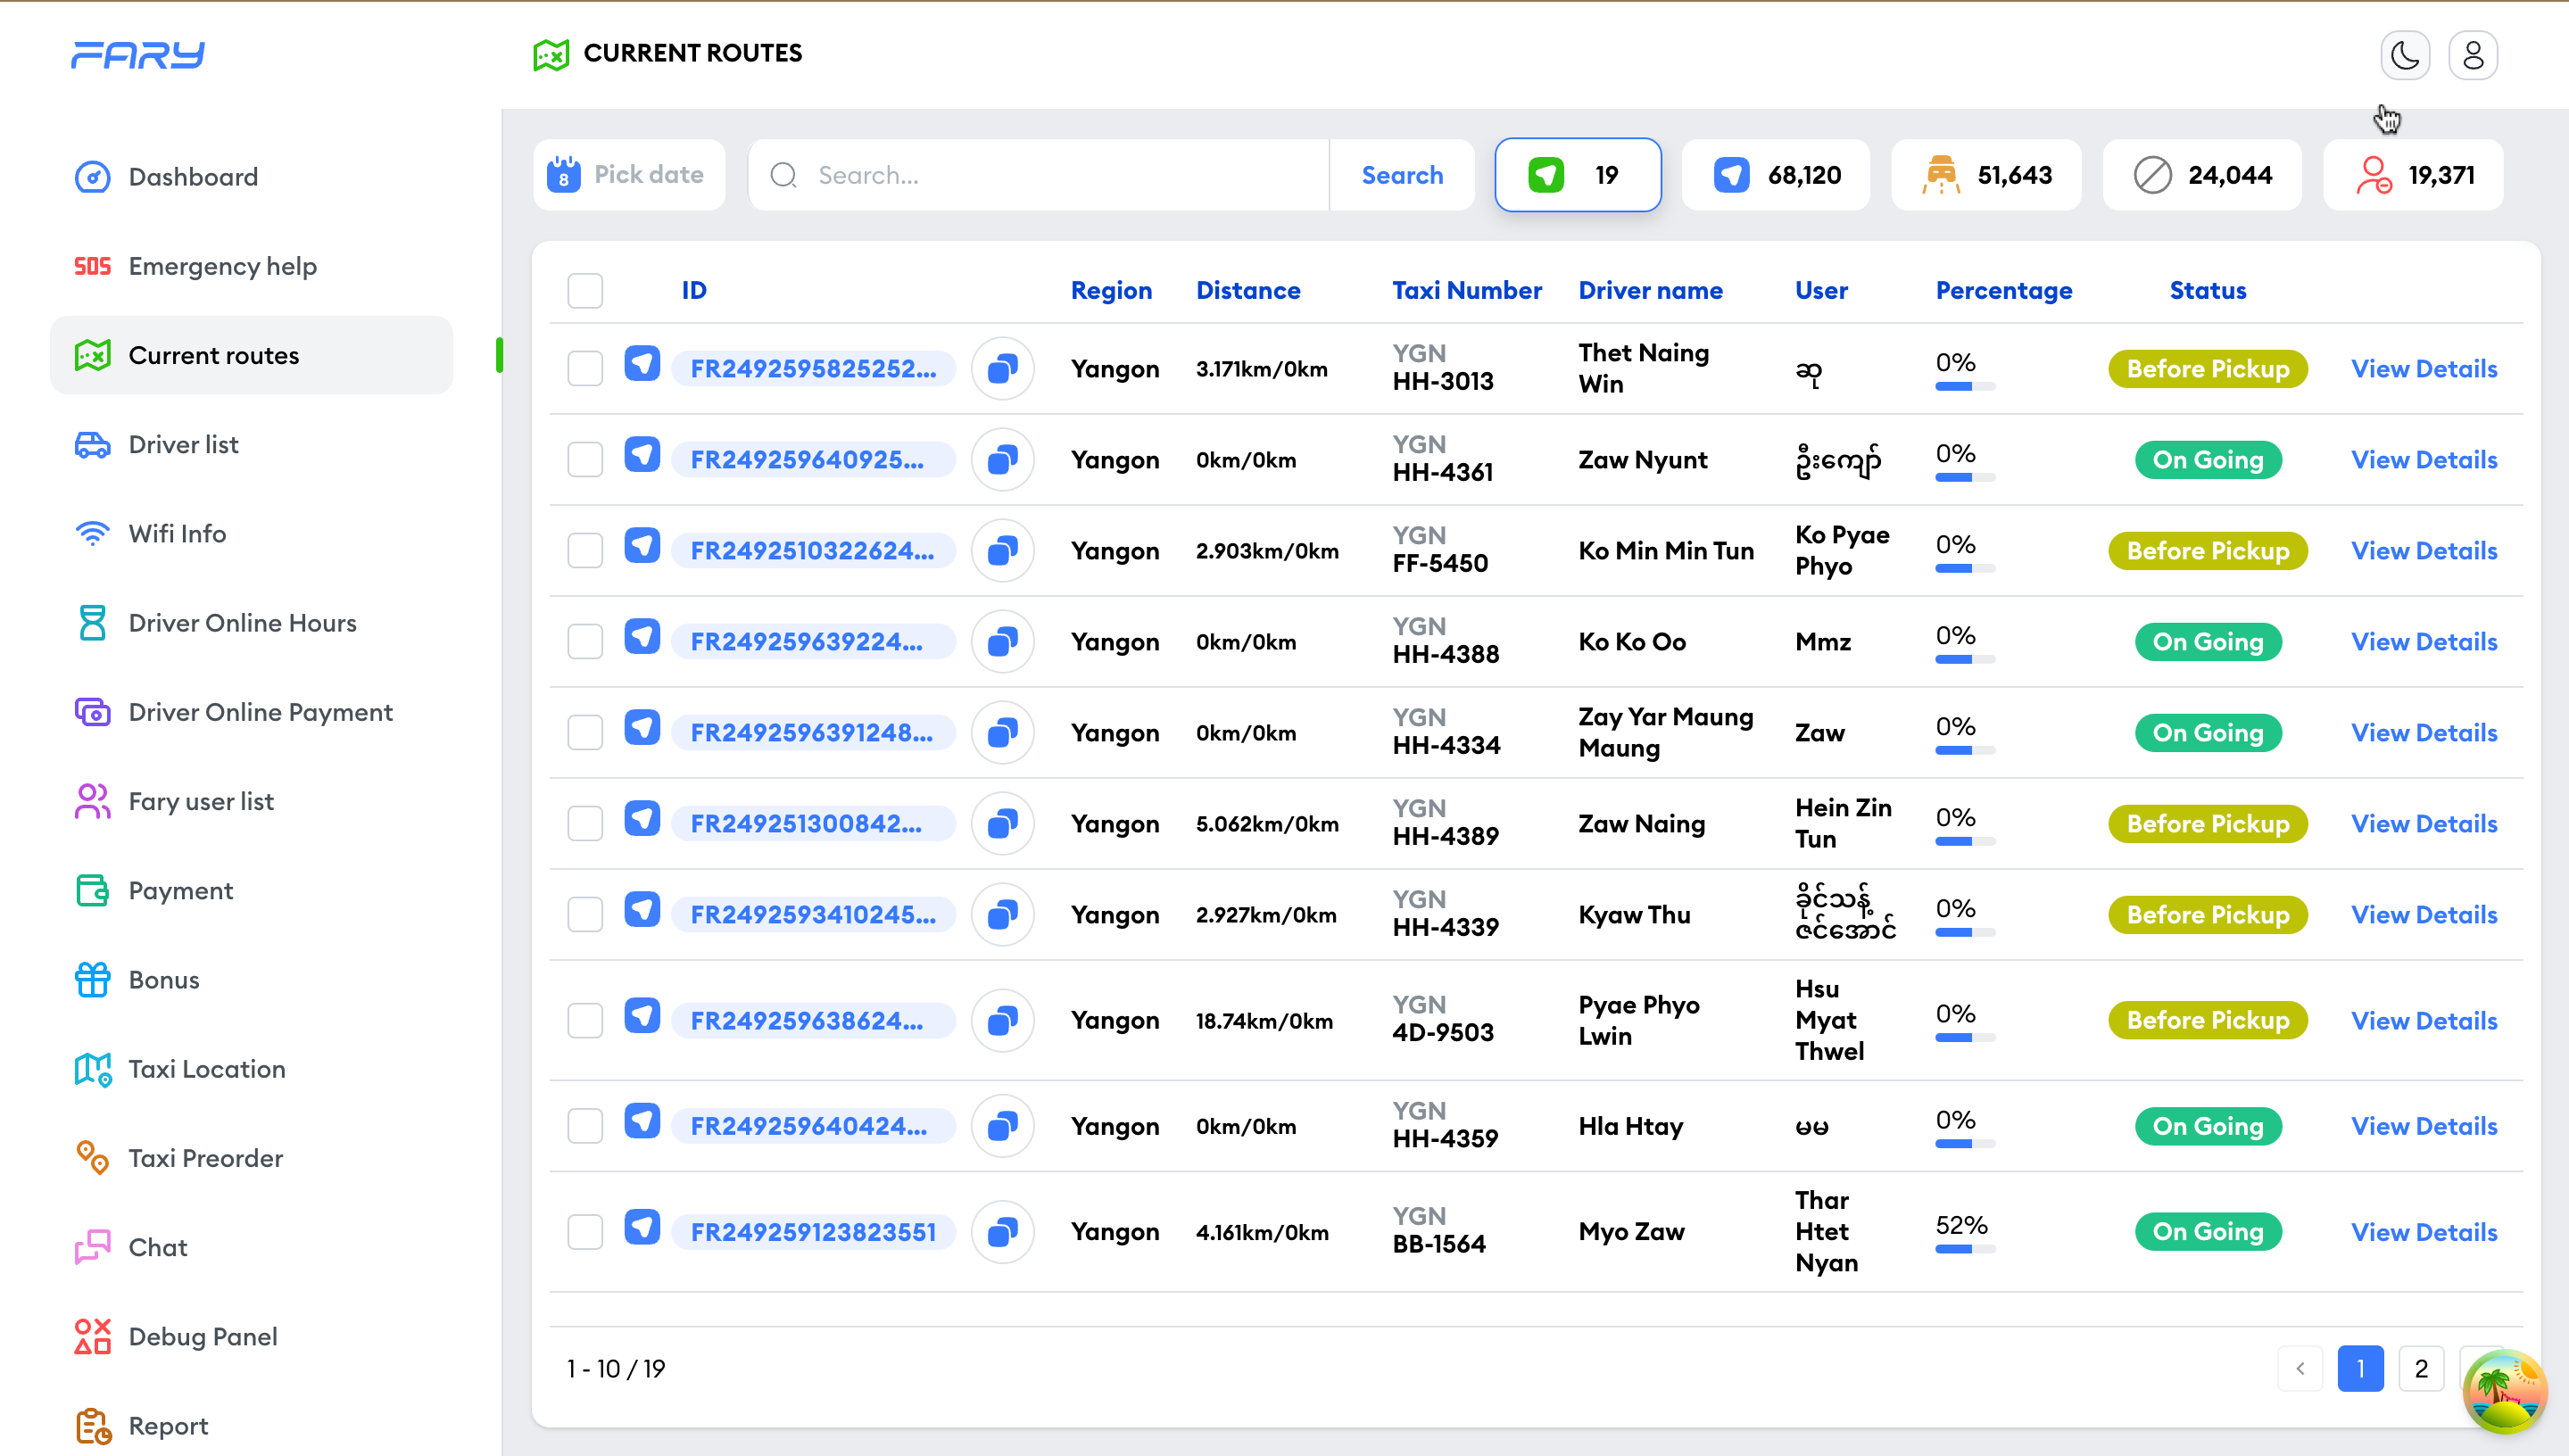 FARY
CURRENT ROUTES
Dashboard
SOS Emergency help
Current routes
Driver list
Wifi Info
Driver Online Hours
Driver Online Payment
Fary user list
Payment
Bonus
Taxi Location
Taxi Preorder
Chat
Debug Panel
Report
8 Pick date
Search...
Search
19
68,120
51,643
24,044
19,371
ID Region Distance Taxi Number Driver name User Percentage Status
FR2492595825252... Yangon 3.171km/0km YGN HH-3013 Thet Naing Win ဆု 0% Before Pickup View Details
FR249259640925... Yangon 0km/0km YGN HH-4361 Zaw Nyunt ဦးကျော် 0% On Going View Details
FR2492510322624... Yangon 2.903km/0km YGN FF-5450 Ko Min Min Tun Ko Pyae Phyo 0% Before Pickup View Details
FR249259639224... Yangon 0km/0km YGN HH-4388 Ko Ko Oo Mmz 0% On Going View Details
FR2492596391248... Yangon 0km/0km YGN HH-4334 Zay Yar Maung Maung Zaw 0% On Going View Details
FR249251300842... Yangon 5.062km/0km YGN HH-4389 Zaw Naing Hein Zin Tun 0% Before Pickup View Details
FR2492593410245... Yangon 2.927km/0km YGN HH-4339 Kyaw Thu ခိုင်သန့် ဇင်အောင် 0% Before Pickup View Details
FR249259638624... Yangon 18.74km/0km YGN 4D-9503 Pyae Phyo Lwin Hsu Myat Thwel 0% Before Pickup View Details
FR249259640424... Yangon 0km/0km YGN HH-4359 Hla Htay မမ 0% On Going View Details
FR249259123823551 Yangon 4.161km/0km YGN BB-1564 Myo Zaw Thar Htet Nyan 52% On Going View Details
1 - 10 / 19
1 2